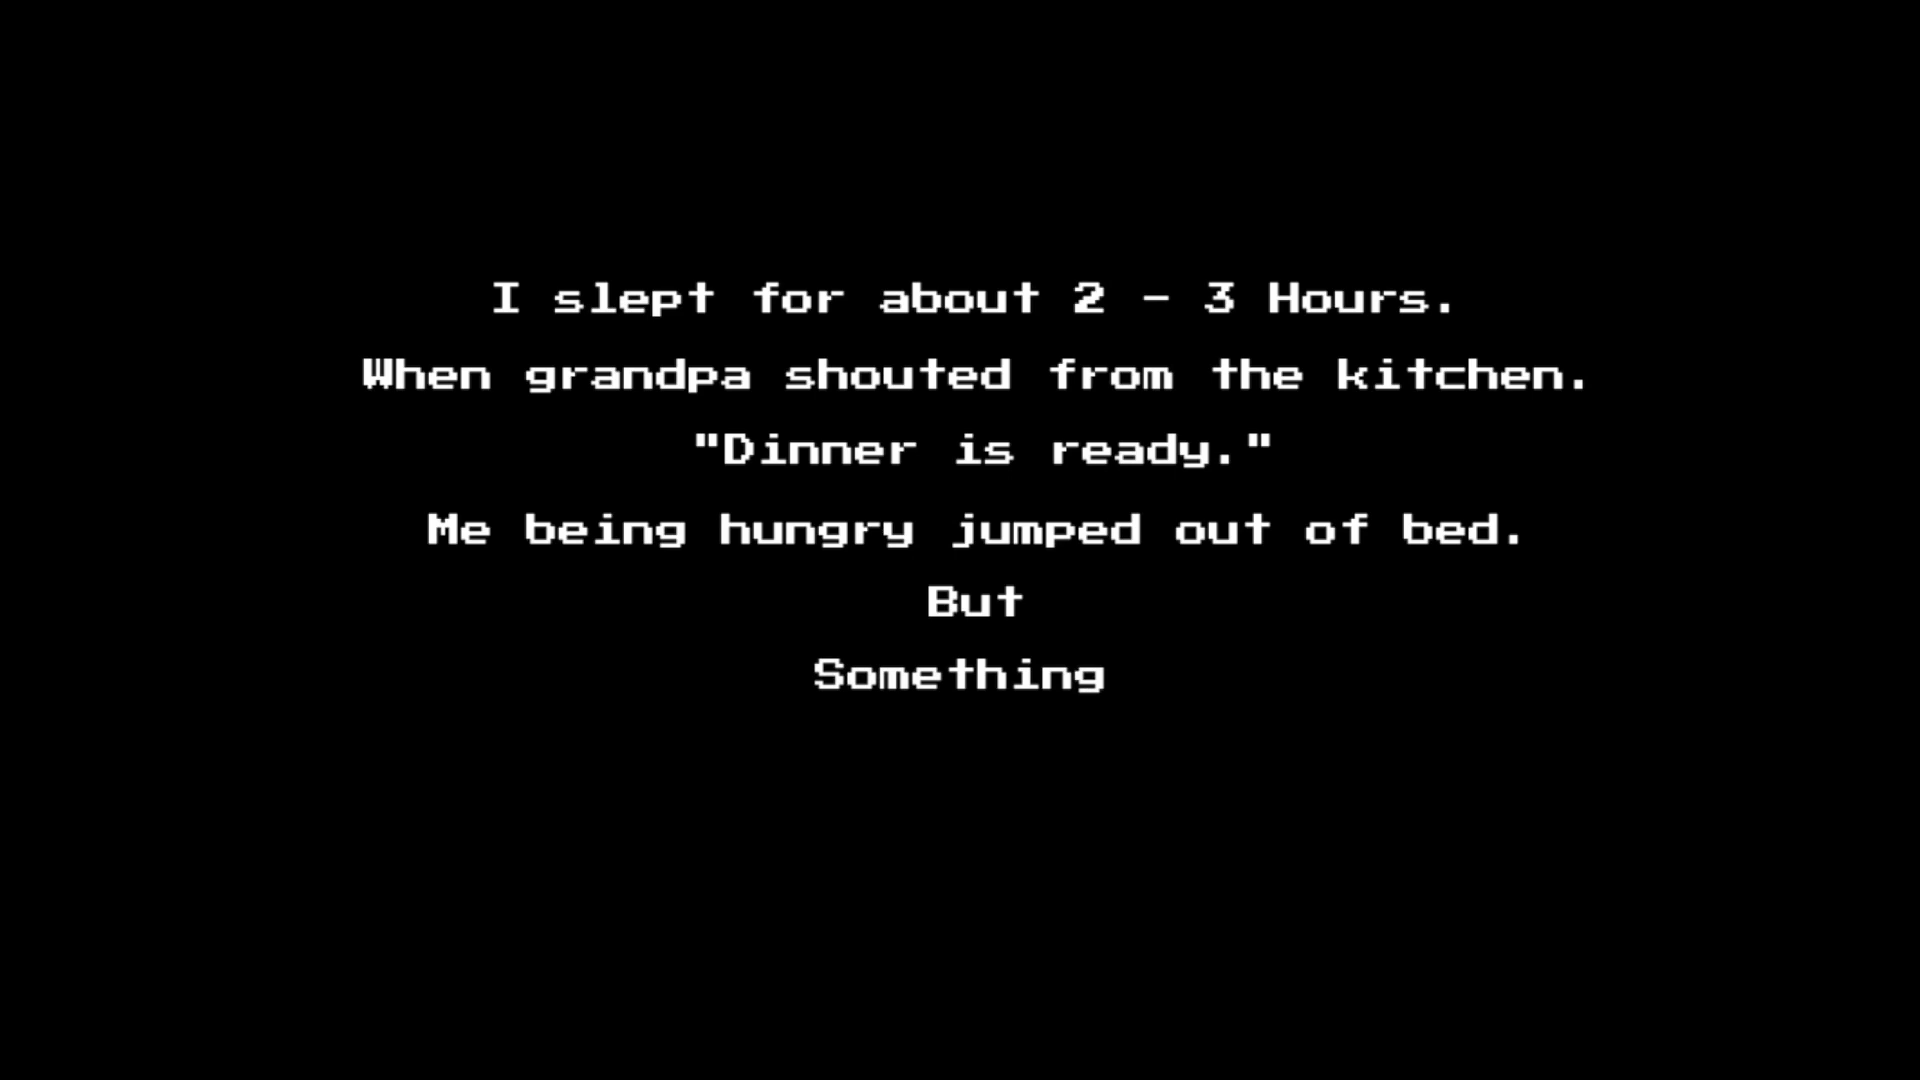 I slept for about 2 - 3 Hours.
When grandpa shouted from the kitchen.
"Dinner is ready."
Me being hungry jumped out of bed.
But
Something